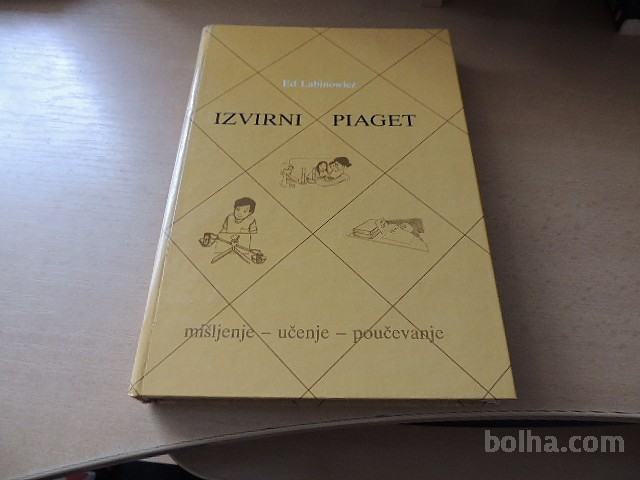 Ed Labinowicz
IZVIRNI PIAGET
mišljenje – učenje – poučevanje
bolha.com